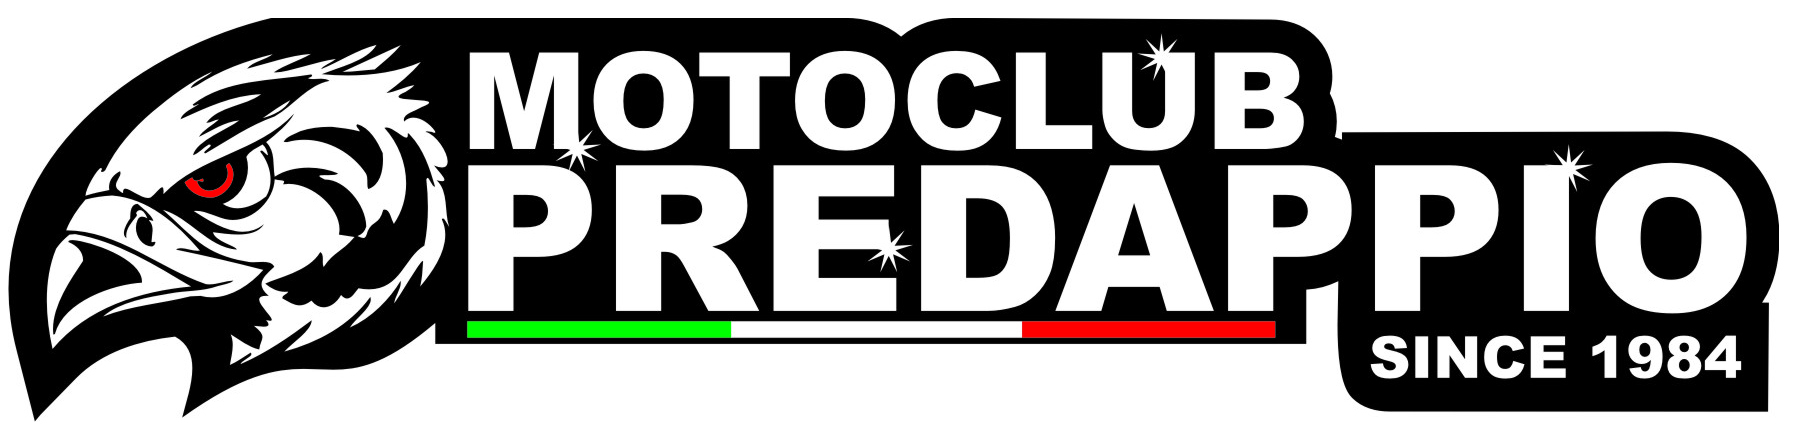 MOTOCLUB
PREDAPPIO
SINCE 1984